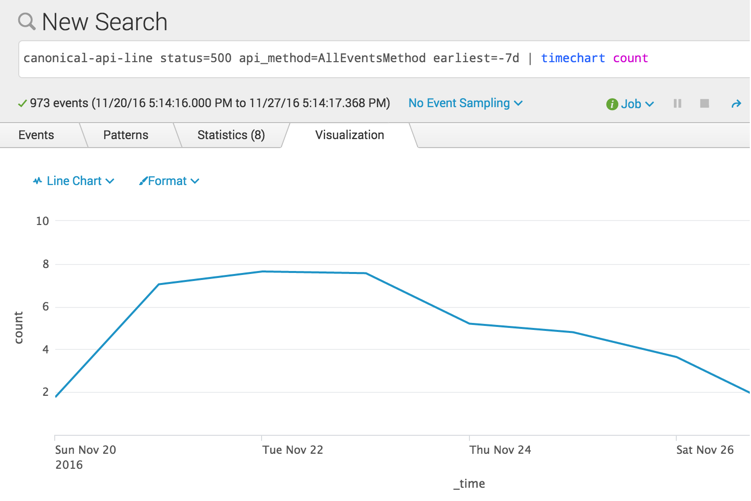 New Search
canonical-api-line status=500 api_method=AllEventsMethod earliest=-7d | timechart count
973 events (11/20/16 5:14:16.000 PM to 11/27/16 5:14:17.368 PM) No Event Sampling Job
Events Patterns Statistics (8) Visualization
Line Chart Format
10
8
6
4
2
count
Sun Nov 20 Tue Nov 22 Thu Nov 24 Sat Nov 26
2016
_time